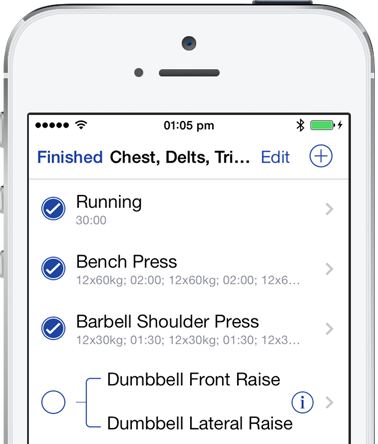 01:05 pm
Finished Chest, Delts, Tri... Edit
Running
30:00
Bench Press
12x60kg; 02:00; 12x60kg; 02:00; 12x6...
Barbell Shoulder Press
12x30kg; 01:30; 12x30kg; 01:30; 12x3...
Dumbbell Front Raise
Dumbbell Lateral Raise